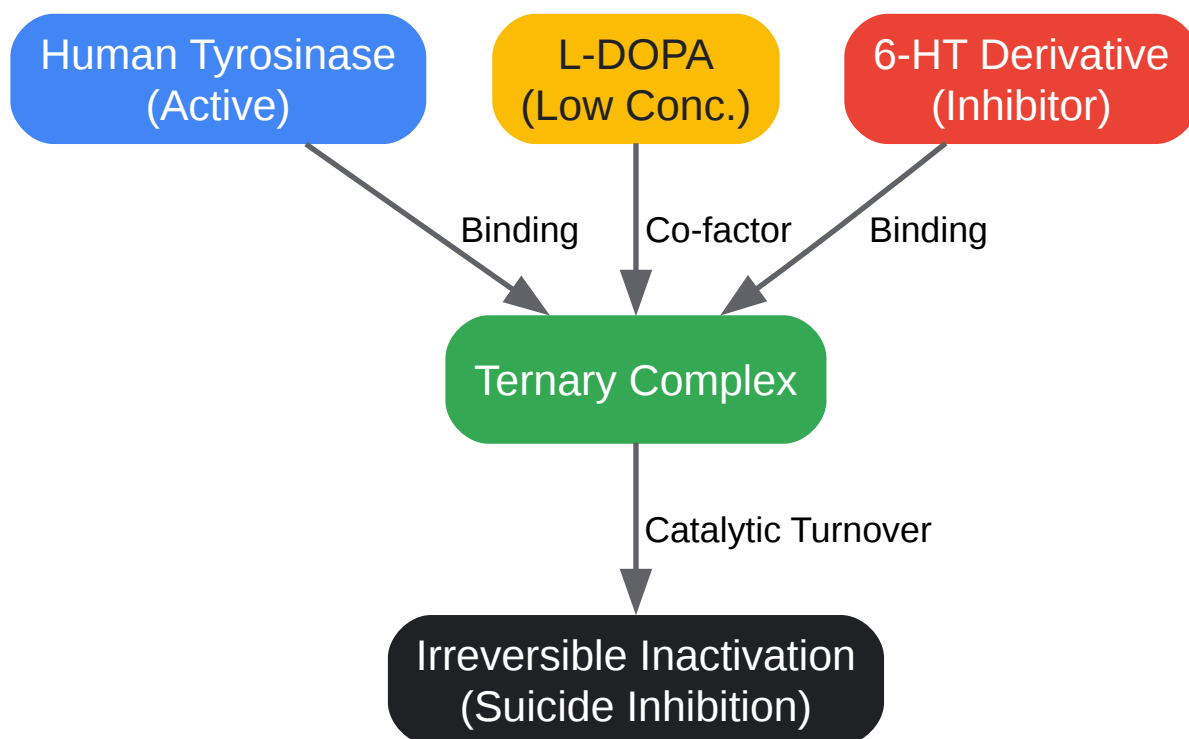 Human Tyrosinase
(Active)
L-DOPA
(Low Conc.)
6-HT Derivative
(Inhibitor)
Binding
Co-factor
Binding
Ternary Complex
Catalytic Turnover
Irreversible Inactivation
(Suicide Inhibition)